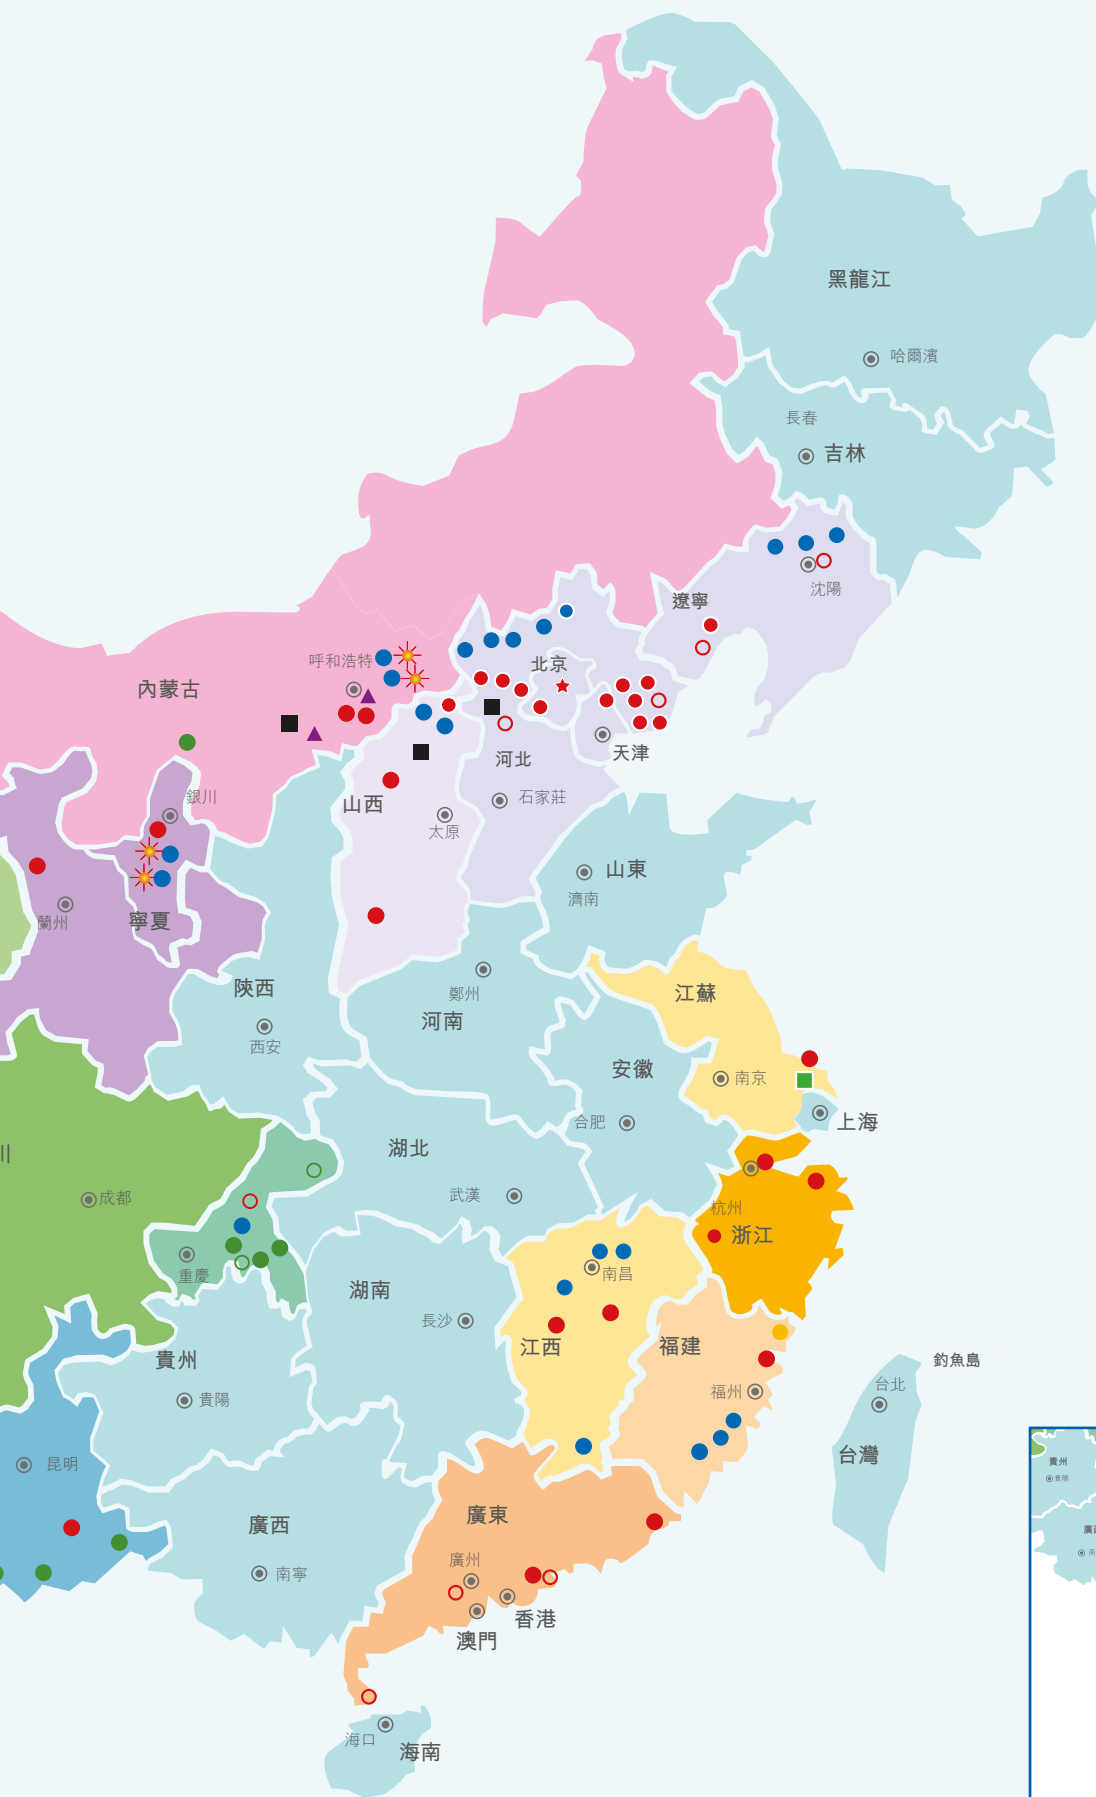 黑龍江
哈爾濱
長春
吉林
沈陽
遼寧
呼和浩特
北京
內蒙古
河北
天津
銀川
石家莊
山西
太原
山東
濟南
蘭州
寧夏
陝西
鄭州
江蘇
河南
西安
安徽
南京
合肥
上海
湖北
川
成都
武漢
杭州
浙江
重慶
南昌
湖南
長沙
江西
福建
貴州
釣魚島
台北
福州
貴陽
台灣
昆明
貴州
貴陽
廣東
廣西
廣州
南寧
香港
澳門
海口
海南